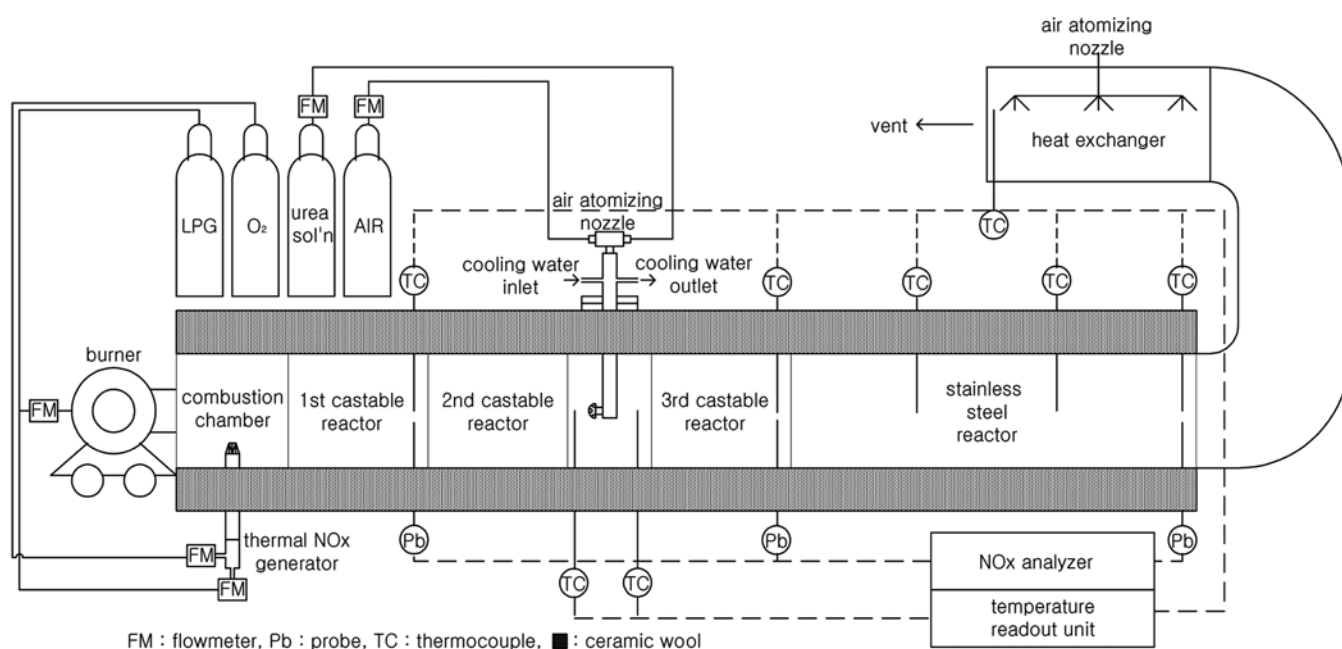 air atomizing
nozzle
FM
FM
vent
heat exchanger
LPG
O₂
urea
sol'n
AIR
air atomizing
nozzle
TC
cooling water
inlet
cooling water
outlet
TC
TC
TC
TC
TC
burner
FM
combustion
chamber
1st castable
reactor
2nd castable
reactor
3rd castable
reactor
stainless
steel
reactor
thermal NOx
generator
FM
FM
Pb
Pb
Pb
TC
TC
NOx analyzer
temperature
readout unit
FM : flowmeter, Pb : probe, TC : thermocouple, ■ : ceramic wool